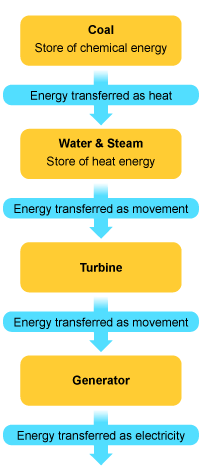 Coal
Store of chemical energy
Energy transferred as heat
Water & Steam
Store of heat energy
Energy transferred as movement
Turbine
Energy transferred as movement
Generator
Energy transferred as electricity